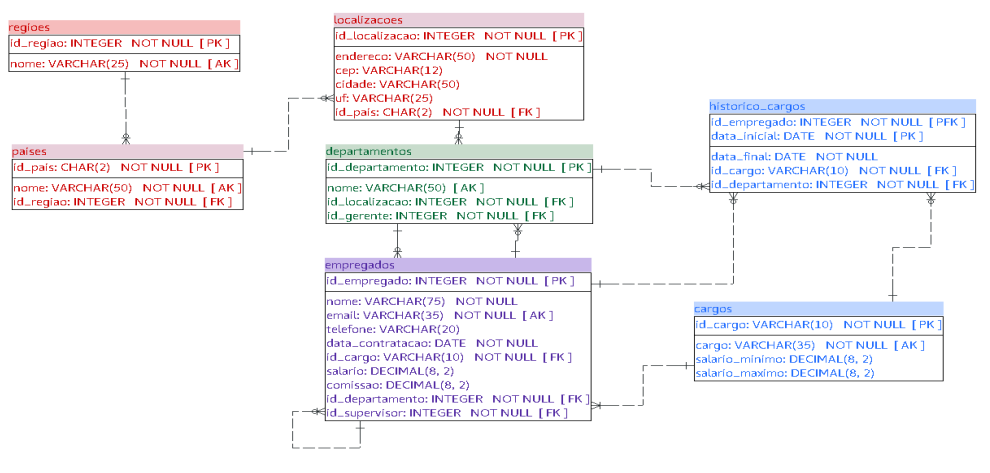 regioes
id_regiao: INTEGER NOT NULL [ PK ]
nome: VARCHAR(25) NOT NULL [ AK ]
localizacoes
id_localizacao: INTEGER NOT NULL [ PK ]
endereco: VARCHAR(50) NOT NULL
cep: VARCHAR(12)
cidade: VARCHAR(50)
uf: VARCHAR(25)
id_pais: CHAR(2) NOT NULL [ FK ]
historico_cargos
id_empregado: INTEGER NOT NULL [ PFK ]
data_inicial: DATE NOT NULL [ PK ]
data_final: DATE NOT NULL
id_cargo: VARCHAR(10) NOT NULL [ FK ]
id_departamento: INTEGER NOT NULL [ FK ]
paises
id_pais: CHAR(2) NOT NULL [ PK ]
nome: VARCHAR(50) NOT NULL [ AK ]
id_regiao: INTEGER NOT NULL [ FK ]
departamentos
id_departamento: INTEGER NOT NULL [ PK ]
nome: VARCHAR(50) [ AK ]
id_localizacao: INTEGER NOT NULL [ FK ]
id_gerente: INTEGER NOT NULL [ FK ]
empregados
id_empregado: INTEGER NOT NULL [ PK ]
nome: VARCHAR(75) NOT NULL
email: VARCHAR(35) NOT NULL [ AK ]
telefone: VARCHAR(20)
data_contratacao: DATE NOT NULL
id_cargo: VARCHAR(10) NOT NULL [ FK ]
salario: DECIMAL(8, 2)
comissao: DECIMAL(8, 2)
id_departamento: INTEGER NOT NULL [ FK ]
id_supervisor: INTEGER NOT NULL [ FK ]
cargos
id_cargo: VARCHAR(10) NOT NULL [ PK ]
cargo: VARCHAR(35) NOT NULL [ AK ]
salario_minimo: DECIMAL(8, 2)
salario_maximo: DECIMAL(8, 2)